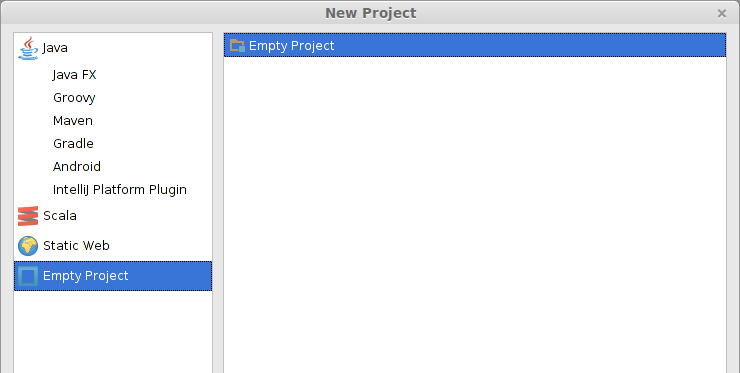 New Project
Java
Java FX
Groovy
Maven
Gradle
Android
IntelliJ Platform Plugin
Scala
Static Web
Empty Project
Empty Project